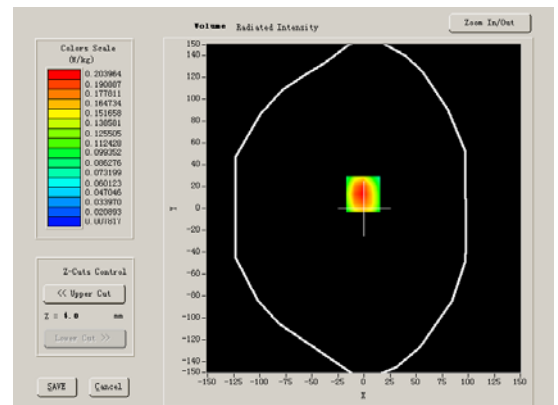 Volume Radiated Intensity
Zoom In/Out
Colors Scale
(W/kg)
0.203964
0.190887
0.177811
0.164734
0.151658
0.138581
0.125505
0.112428
0.099352
0.086276
0.073199
0.060123
0.047046
0.033970
0.020893
0.007817
Z-Cuts Control
<< Upper Cut
Z = 4.0 mm
Lower Cut >>
SAVE Cancel
150
140
120
100
80
60
40
20
0
-20
-40
-60
-80
-100
-120
-140
-150
Y
-150 -125 -100 -75 -50 -25 0 25 50 75 100 125 150
X